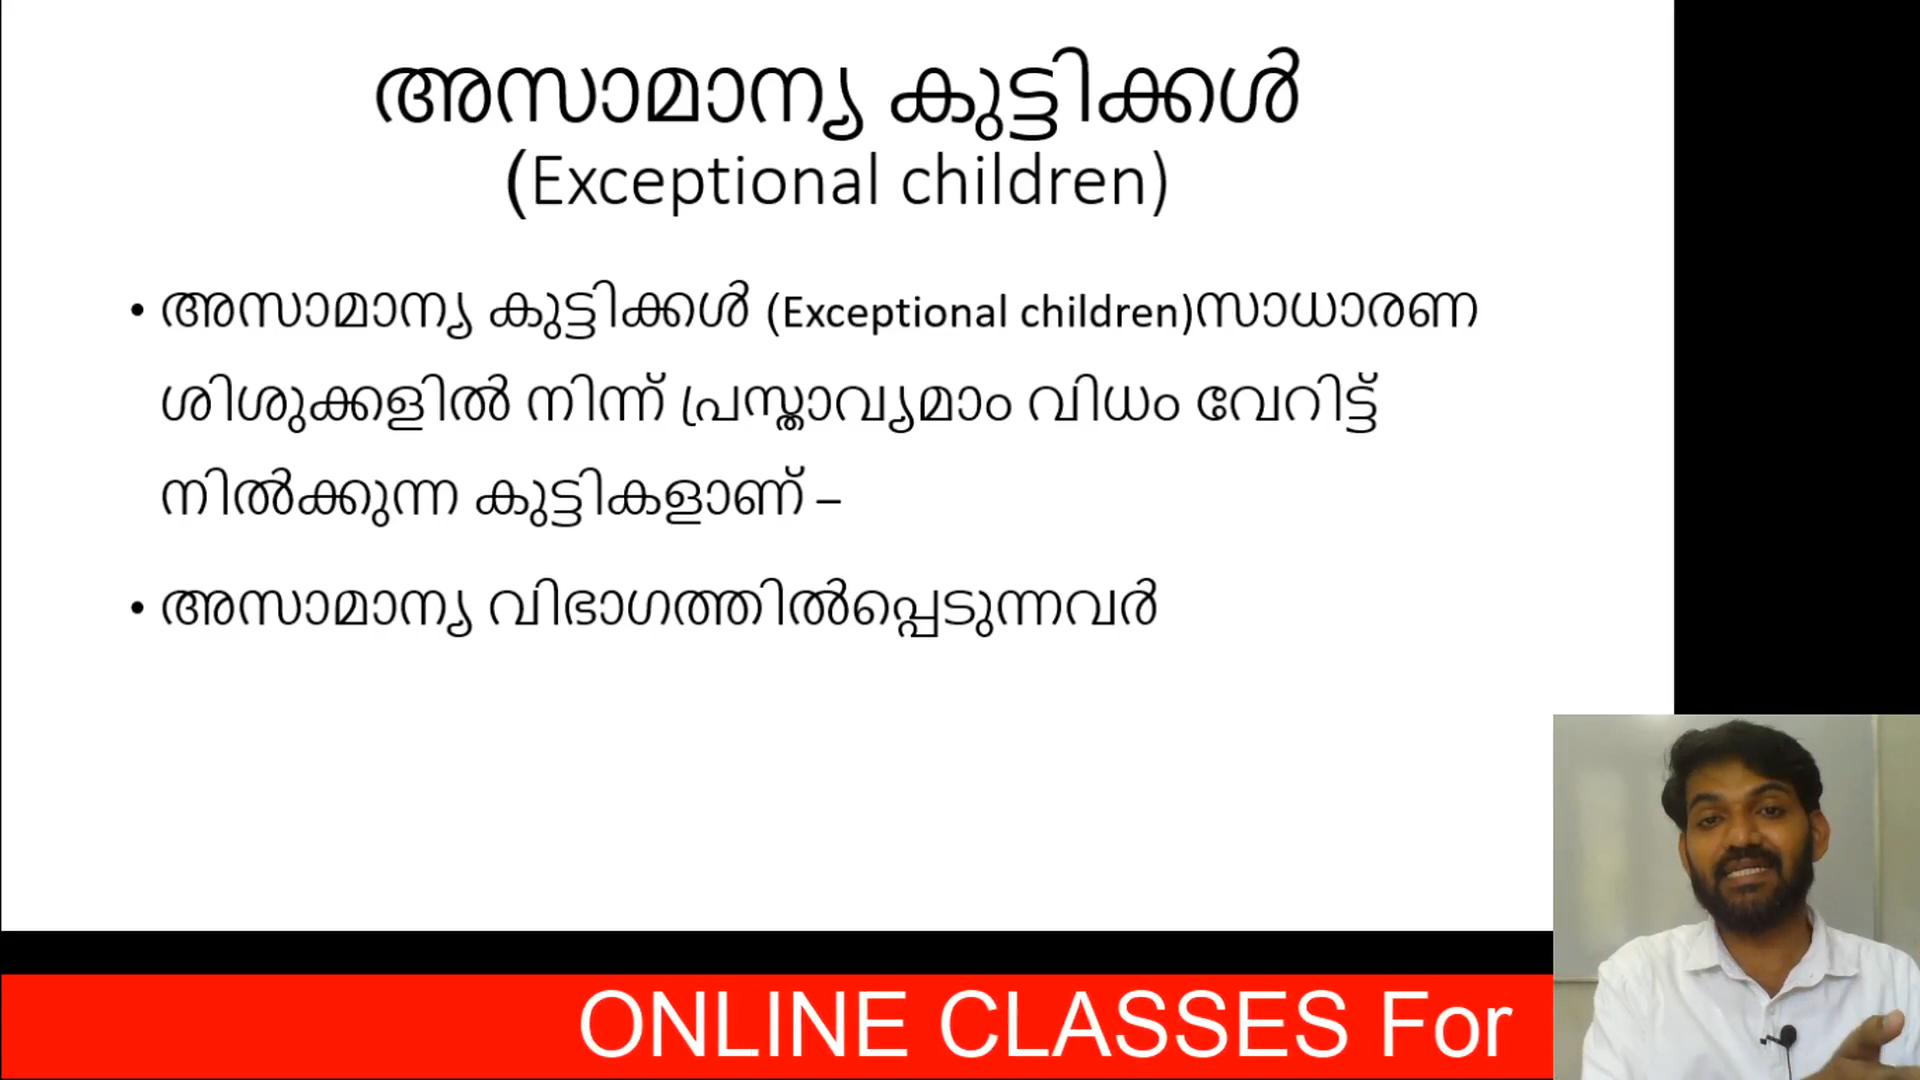 അസാമാന്യ കുട്ടിക്കൾ
(Exceptional children)
• അസാമാന്യ കുട്ടിക്കൾ (Exceptional children)സാധാരണ
ശിശുക്കളിൽ നിന്ന് പ്രസ്താവ്യമാം വിധം വേറിട്ട്
നിൽക്കുന്ന കുട്ടികളാണ് –
• അസാമാന്യ വിഭാഗത്തിൽപ്പെടുന്നവർ
ONLINE CLASSES For